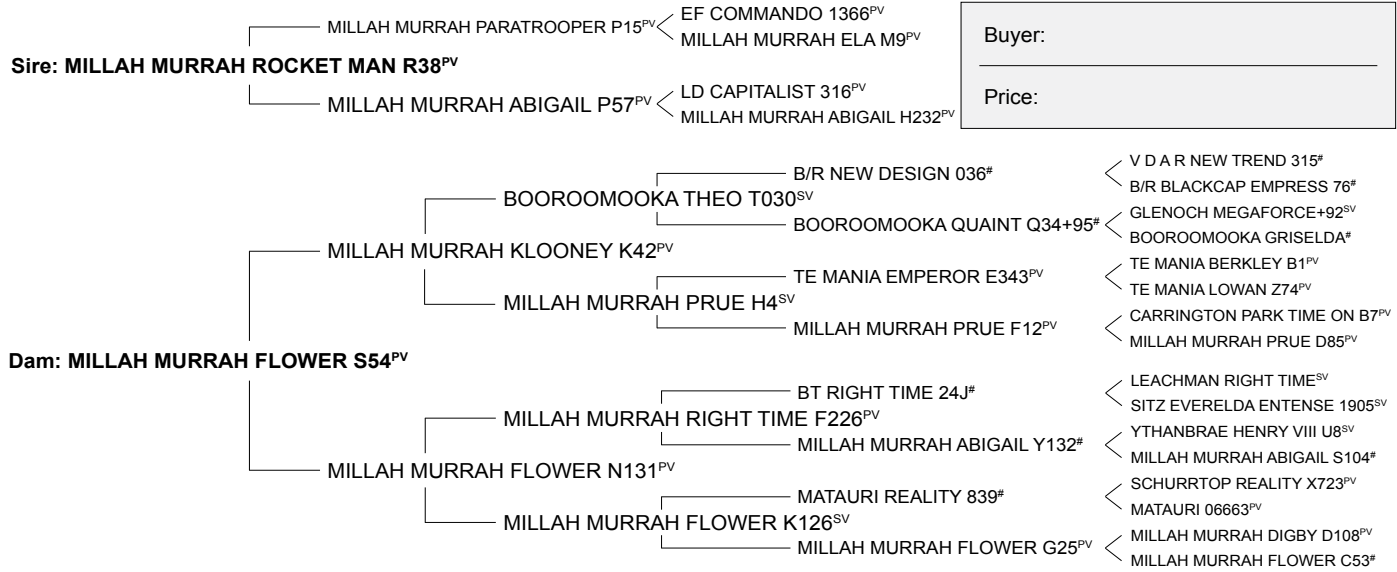 MILLAH MURRAH PARATROOPER P15PV
EF COMMANDO 1366PV
MILLAH MURRAH ELA M9PV
Sire: MILLAH MURRAH ROCKET MAN R38PV
MILLAH MURRAH ABIGAIL P57PV
LD CAPITALIST 316PV
MILLAH MURRAH ABIGAIL H232PV
Buyer:
Price:
V D A R NEW TREND 315#
B/R NEW DESIGN 036#
B/R BLACKCAP EMPRESS 76#
BOOROOMOOKA THEO T030SV
GLENOCH MEGAFORCE+92SV
BOOROOMOOKA QUAINT Q34+95#
BOOROOMOOKA GRISELDA#
MILLAH MURRAH KLOONEY K42PV
TE MANIA BERKLEY B1PV
TE MANIA EMPEROR E343PV
TE MANIA LOWAN Z74PV
MILLAH MURRAH PRUE H4SV
CARRINGTON PARK TIME ON B7PV
MILLAH MURRAH PRUE F12PV
MILLAH MURRAH PRUE D85PV
Dam: MILLAH MURRAH FLOWER S54PV
LEACHMAN RIGHT TIMESV
BT RIGHT TIME 24J#
SITZ EVERELDA ENTENSE 1905SV
MILLAH MURRAH RIGHT TIME F226PV
YTHANBRAE HENRY VIII U8SV
MILLAH MURRAH ABIGAIL Y132#
MILLAH MURRAH ABIGAIL S104#
MILLAH MURRAH FLOWER N131PV
SCHURRTOP REALITY X723PV
MATAURI REALITY 839#
MATAURI 06663PV
MILLAH MURRAH FLOWER K126SV
MILLAH MURRAH DIGBY D108PV
MILLAH MURRAH FLOWER G25PV
MILLAH MURRAH FLOWER C53#